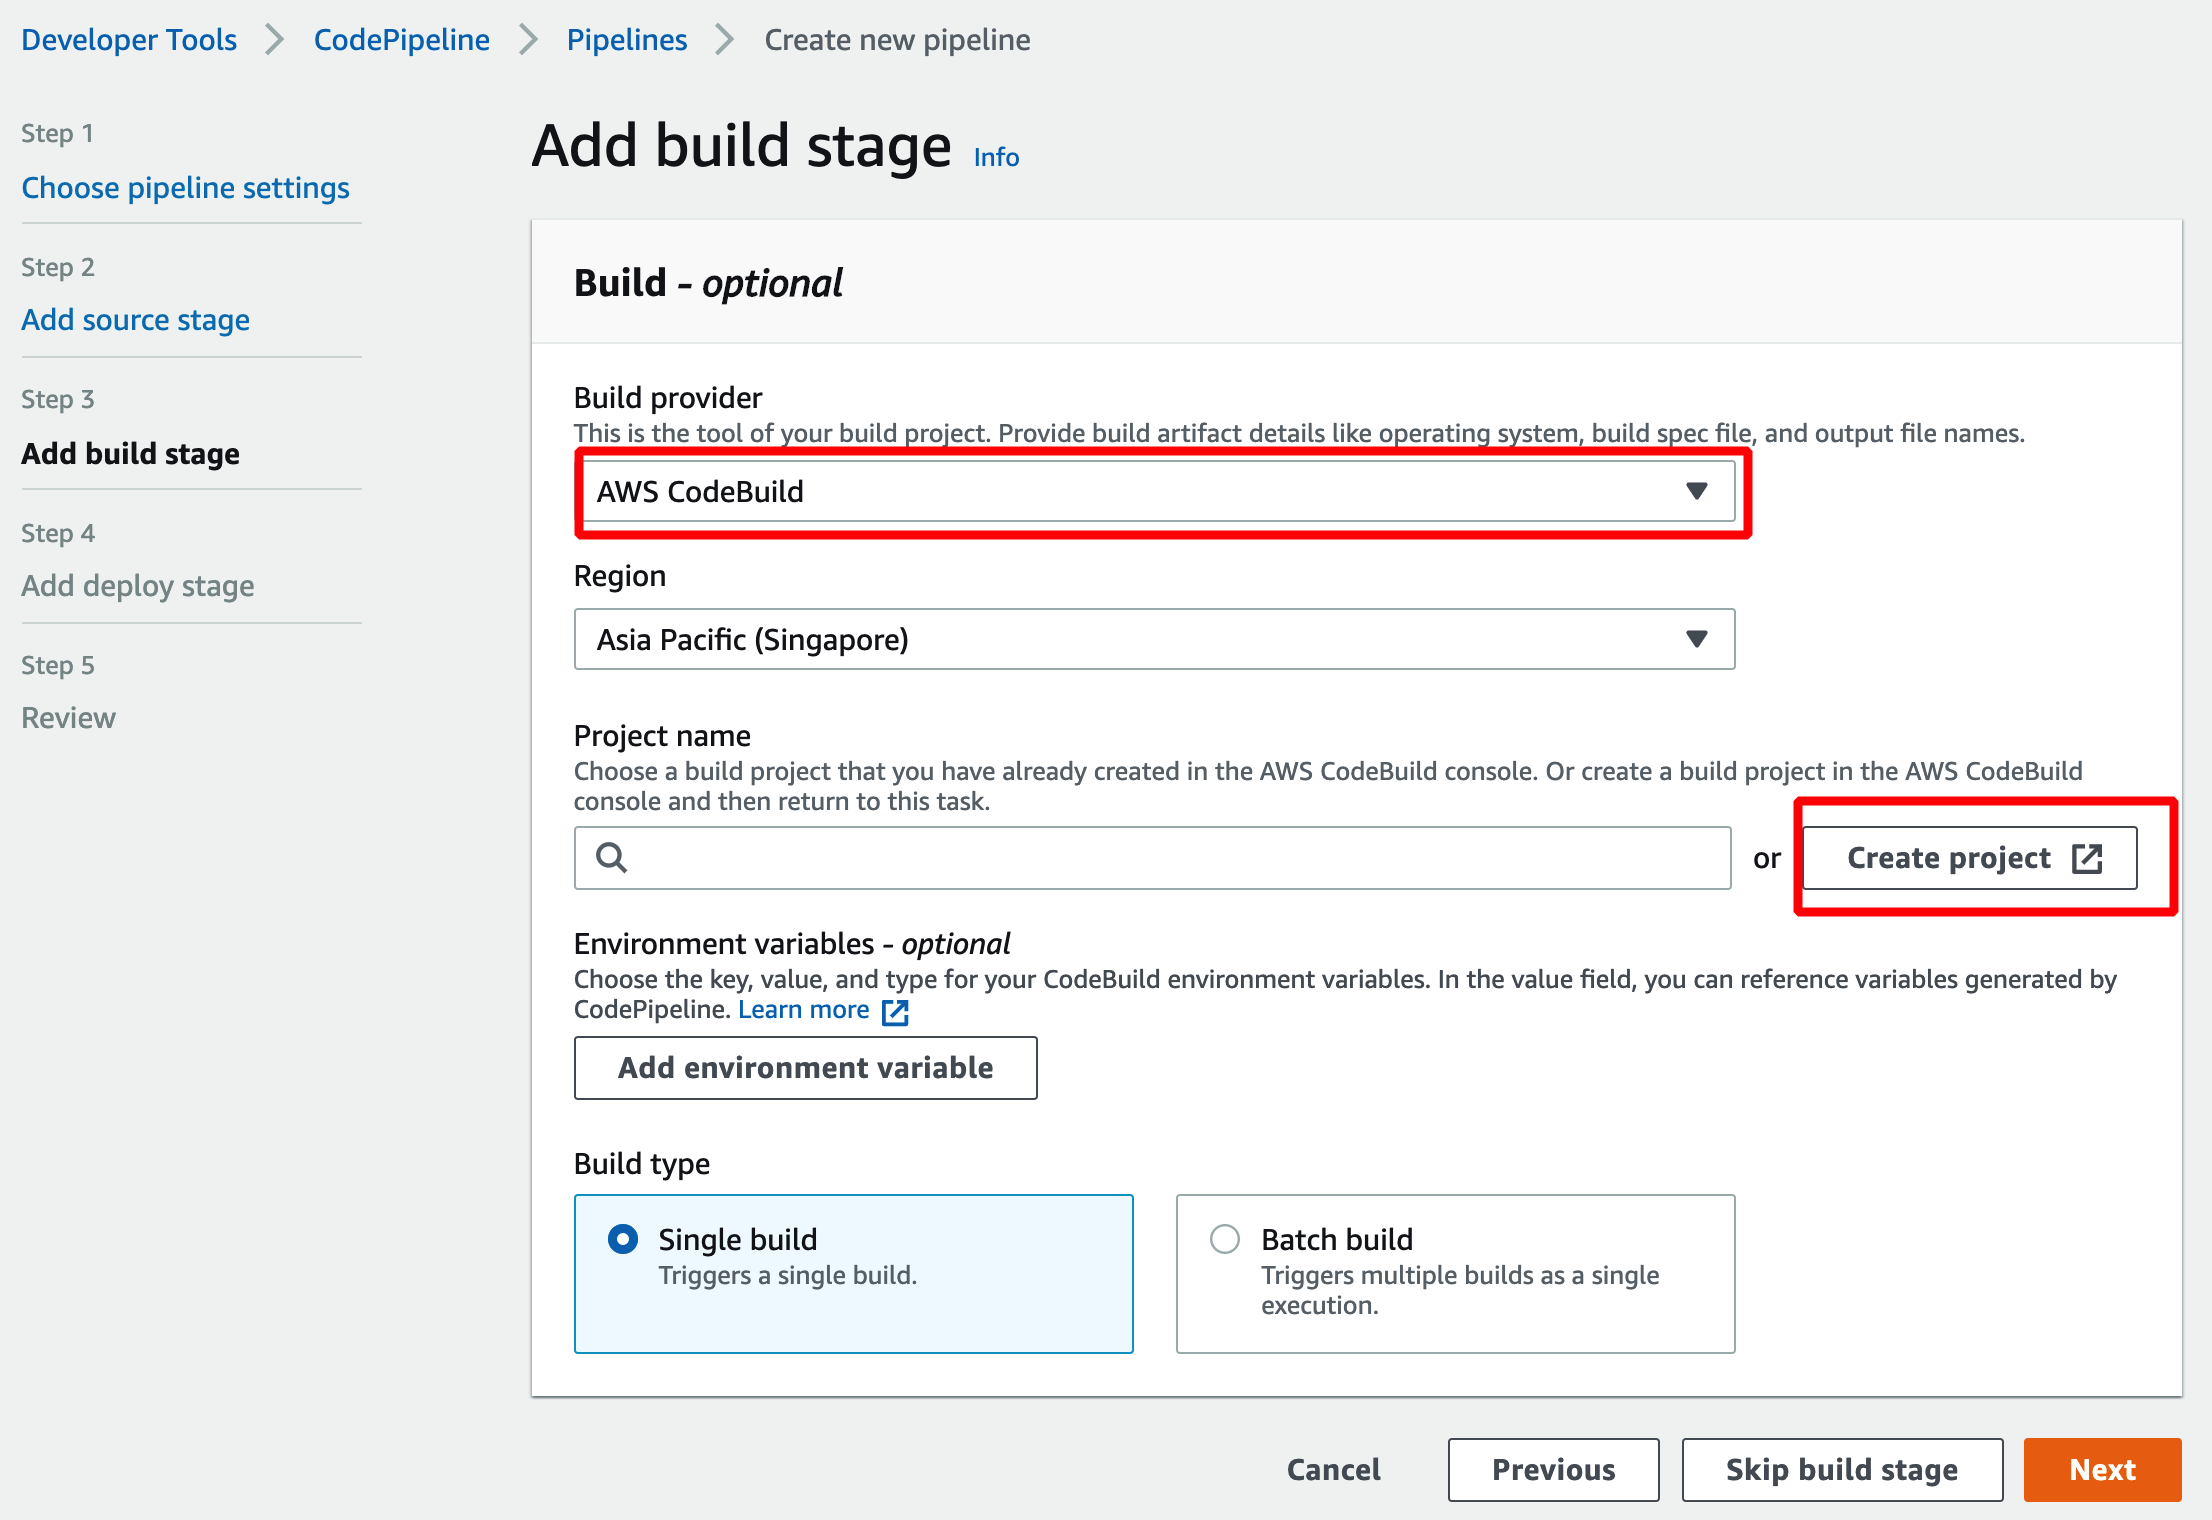 Developer Tools > CodePipeline > Pipelines > Create new pipeline
Step 1
Choose pipeline settings
Step 2
Add source stage
Step 3
Add build stage
Step 4
Add deploy stage
Step 5
Review
Add build stage Info
Build - optional
Build provider
This is the tool of your build project. Provide build artifact details like operating system, build spec file, and output file names.
AWS CodeBuild
Region
Asia Pacific (Singapore)
Project name
Choose a build project that you have already created in the AWS CodeBuild console. Or create a build project in the AWS CodeBuild
console and then return to this task.
or Create project
Environment variables - optional
Choose the key, value, and type for your CodeBuild environment variables. In the value field, you can reference variables generated by
CodePipeline. Learn more
Add environment variable
Build type
Single build
Triggers a single build.
Batch build
Triggers multiple builds as a single
execution.
Cancel Previous Skip build stage Next